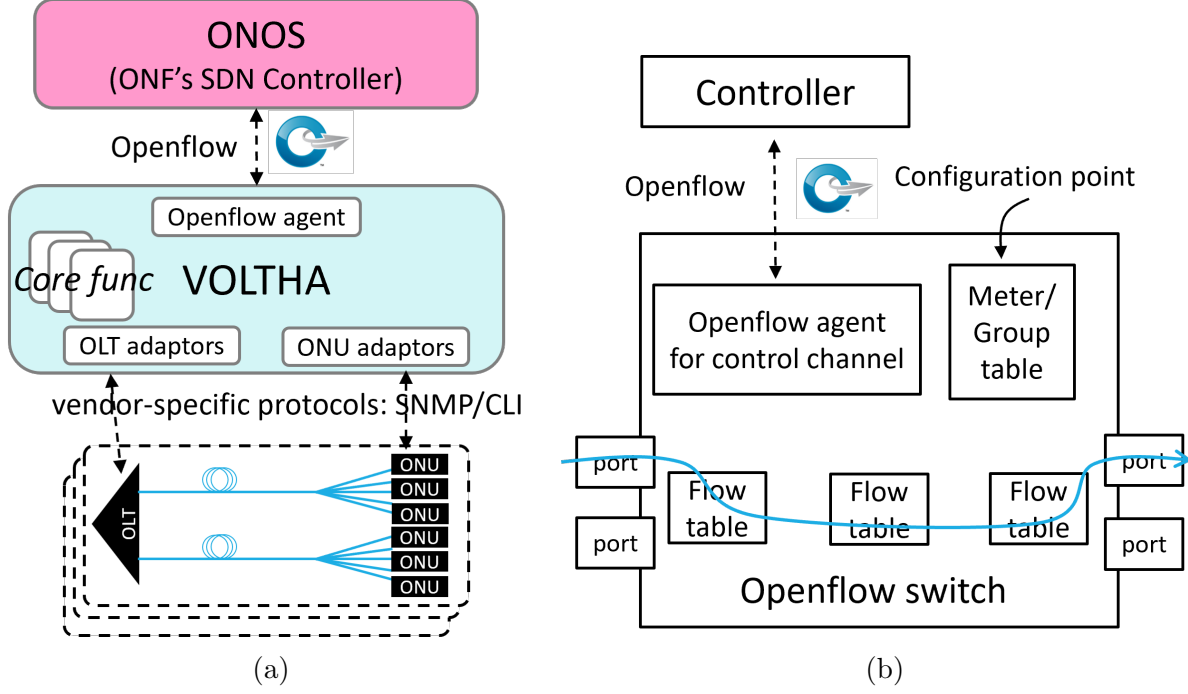 ONOS
(ONF's SDN Controller)
Openflow
Openflow agent
Core func
VOLTHA
OLT adaptors
ONU adaptors
vendor-specific protocols: SNMP/CLI
OLT
ONU
ONU
ONU
ONU
ONU
ONU
(a)
Controller
Openflow
Configuration point
Openflow agent
for control channel
Meter/
Group
table
port
port
Flow
table
Flow
table
Flow
table
port
port
Openflow switch
(b)